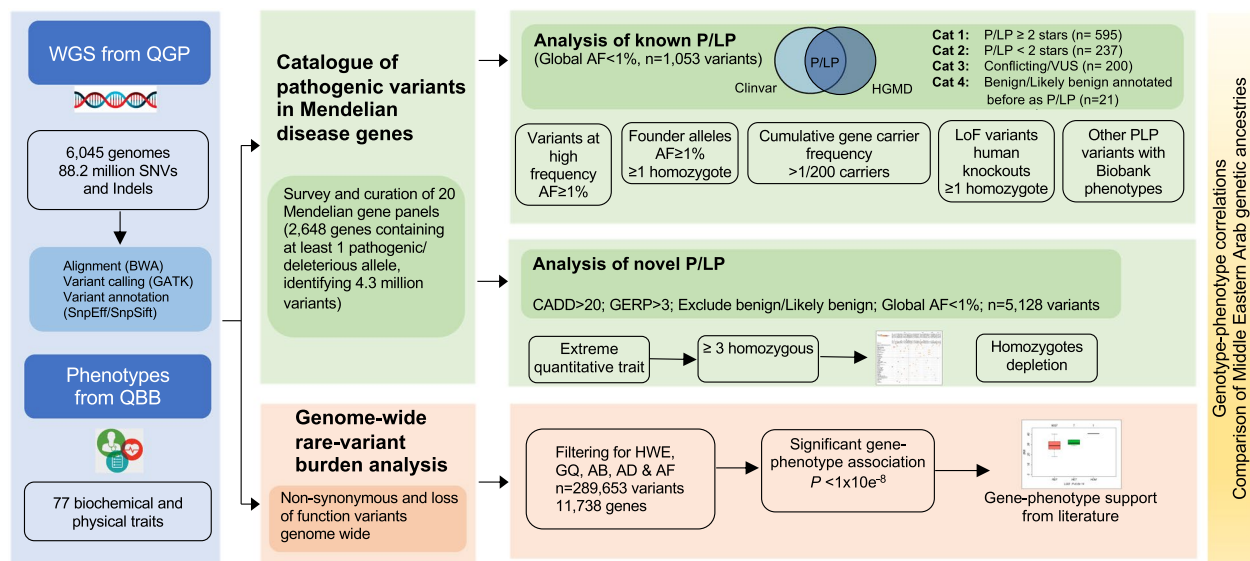 WGS from QGP
6,045 genomes
88.2 million SNVs
and Indels
Alignment (BWA)
Variant calling (GATK)
Variant annotation
(SnpEff/SnpSift)
Phenotypes
from QBB
77 biochemical and
physical traits
Catalogue of
pathogenic variants
in Mendelian
disease genes
Survey and curation of 20
Mendelian gene panels
(2,648 genes containing
at least 1 pathogenic/
deleterious allele,
identifying 4.3 million
variants)
Analysis of known P/LP
(Global AF<1%, n=1,053 variants)
Clinvar
P/LP
HGMD
Cat 1: P/LP ≥ 2 stars (n= 595)
Cat 2: P/LP < 2 stars (n= 237)
Cat 3: Conflicting/VUS (n= 200)
Cat 4: Benign/Likely benign annotated
before as P/LP (n=21)
Variants at
high
frequency
AF≥1%
Founder alleles
AF≥1%
≥1 homozygote
Cumulative gene carrier
frequency
>1/200 carriers
LoF variants
human
knockouts
≥1 homozygote
Other PLP
variants with
Biobank
phenotypes
Analysis of novel P/LP
CADD>20; GERP>3; Exclude benign/Likely benign; Global AF<1%; n=5,128 variants
Extreme
quantitative trait
≥ 3 homozygous
Homozygotes
depletion
Genome-wide
rare-variant
burden analysis
Non-synonymous and loss
of function variants
genome wide
Filtering for HWE,
GQ, AB, AD & AF
n=289,653 variants
11,738 genes
Significant gene-
phenotype association
P <1x10e⁻⁸
Gene-phenotype support
from literature
Genotype-phenotype correlations
Comparison of Middle Eastern Arab genetic ancestries